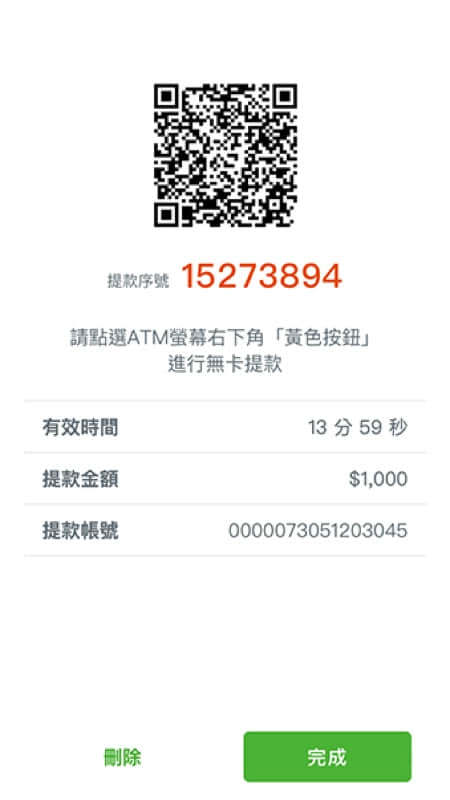 提款序號 15273894
請點選ATM螢幕右下角「黃色按鈕」
進行無卡提款
有效時間 13 分 59 秒
提款金額 $1,000
提款帳號 0000073051203045
刪除 完成